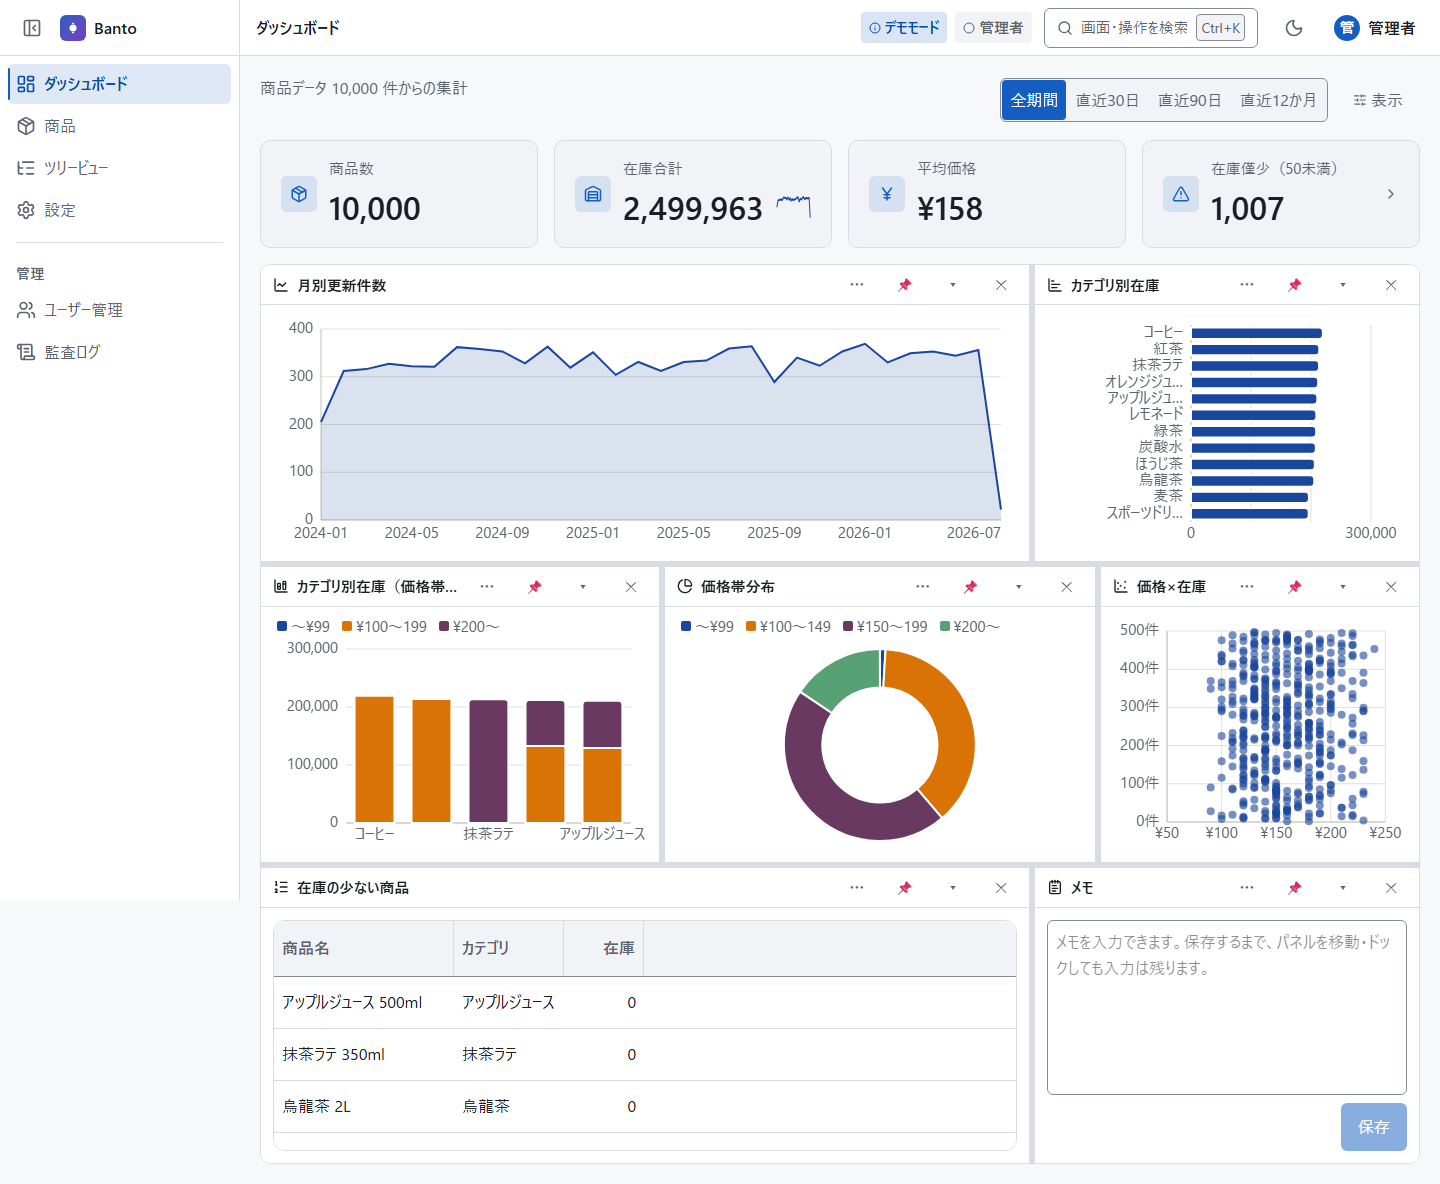 Banto
ダッシュボード
デモモード
管理者
画面・操作を検索
Ctrl+K
管
管理者
ダッシュボード
商品
ツリービュー
設定
管理
ユーザー管理
監査ログ
商品データ 10,000 件からの集計
全期間
直近30日
直近90日
直近12か月
表示
商品数
10,000
在庫合計
2,499,963
平均価格
¥158
在庫僅少（50未満）
1,007
月別更新件数
400
300
200
100
0
2024-01
2024-05
2024-09
2025-01
2025-05
2025-09
2026-01
2026-07
カテゴリ別在庫
コーヒー
紅茶
抹茶ラテ
オレンジジュ...
アップルジュ...
レモネード
緑茶
炭酸水
ほうじ茶
烏龍茶
麦茶
スポーツドリ...
0
300,000
カテゴリ別在庫（価格帯...
～¥99
¥100～199
¥200～
300,000
200,000
100,000
0
コーヒー
抹茶ラテ
アップルジュース
価格帯分布
～¥99
¥100～149
¥150～199
¥200～
価格×在庫
500件
400件
300件
200件
100件
0件
¥50
¥100
¥150
¥200
¥250
在庫の少ない商品
商品名
カテゴリ
在庫
アップルジュース 500ml
アップルジュース
0
抹茶ラテ 350ml
抹茶ラテ
0
烏龍茶 2L
烏龍茶
0
メモ
メモを入力できます。保存するまで、パネルを移動・ドッ
クしても入力は残ります。
保存